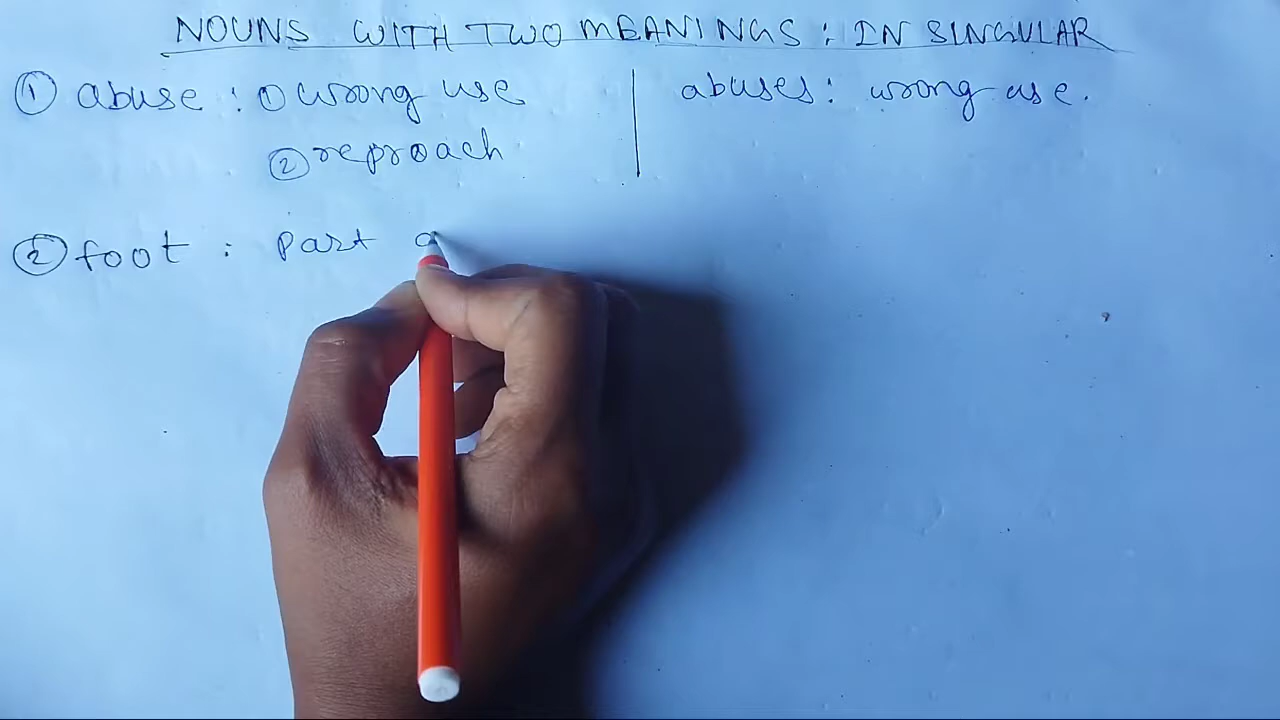 NOUNS WITH TWO MEANINGS : IN SINGULAR
① abuse : ① wrong use | abuses : wrong use.
② reproach
② foot : Part o